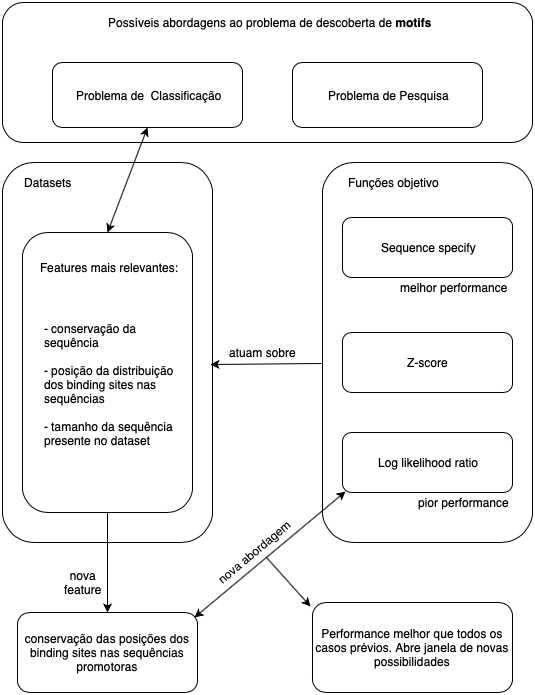 Possíveis abordagens ao problema de descoberta de motifs
Problema de Classificação
Problema de Pesquisa
Datasets
Features mais relevantes:
- conservação da
sequência
- posição da distribuição
dos binding sites nas
sequências
- tamanho da sequência
presente no dataset
atuam sobre
Funções objetivo
Sequence specify
melhor performance
Z-score
Log likelihood ratio
pior performance
nova abordagem
nova
feature
conservação das posições dos
binding sites nas sequências
promotoras
Performance melhor que todos os
casos prévios. Abre janela de novas
possibilidades